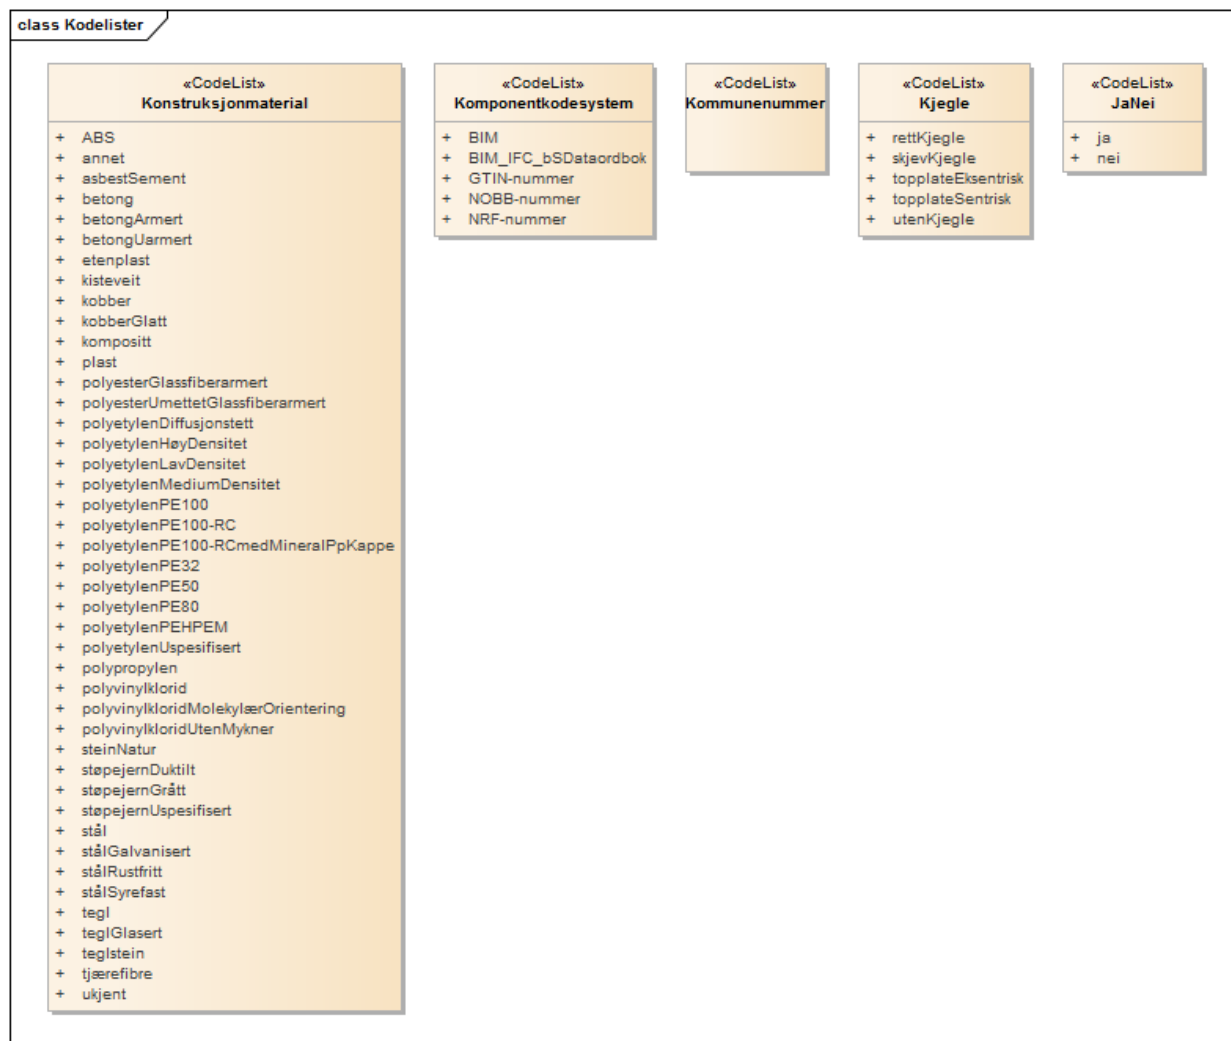 class Kodelister
«CodeList»
Konstruksjonmaterial
+ ABS
+ annet
+ asbestSement
+ betong
+ betongArmert
+ betongUarmert
+ etenplast
+ kisteveit
+ kobber
+ kobberGlatt
+ kompositt
+ plast
+ polyesterGlassfiberarmert
+ polyesterUmettetGlassfiberarmert
+ polyetylenDiffusjonstett
+ polyetylenHøyDensitet
+ polyetylenLavDensitet
+ polyetylenMediumDensitet
+ polyetylenPE100
+ polyetylenPE100-RC
+ polyetylenPE100-RCmedMineralPpKappe
+ polyetylenPE32
+ polyetylenPE50
+ polyetylenPE80
+ polyetylenPEHPEM
+ polyetylenUspesifisert
+ polypropylen
+ polyvinylklorid
+ polyvinylkloridMolekylærOrientering
+ polyvinylkloridUtenMykner
+ steinNatur
+ støpejernDuktilt
+ støpejernGrått
+ støpejernUspesifisert
+ stål
+ stålGalvanisert
+ stålRustfritt
+ stålSyrefast
+ tegl
+ teglGlasert
+ teglstein
+ tjærefibre
+ ukjent
«CodeList»
Komponentkodesystem
+ BIM
+ BIM_IFC_bSDataordbok
+ GTIN-nummer
+ NOBB-nummer
+ NRF-nummer
«CodeList»
Kommunenummer
«CodeList»
Kjegle
+ rettKjegle
+ skjevKjegle
+ topplateEksentrisk
+ topplateSentrisk
+ utenKjegle
«CodeList»
JaNei
+ ja
+ nei